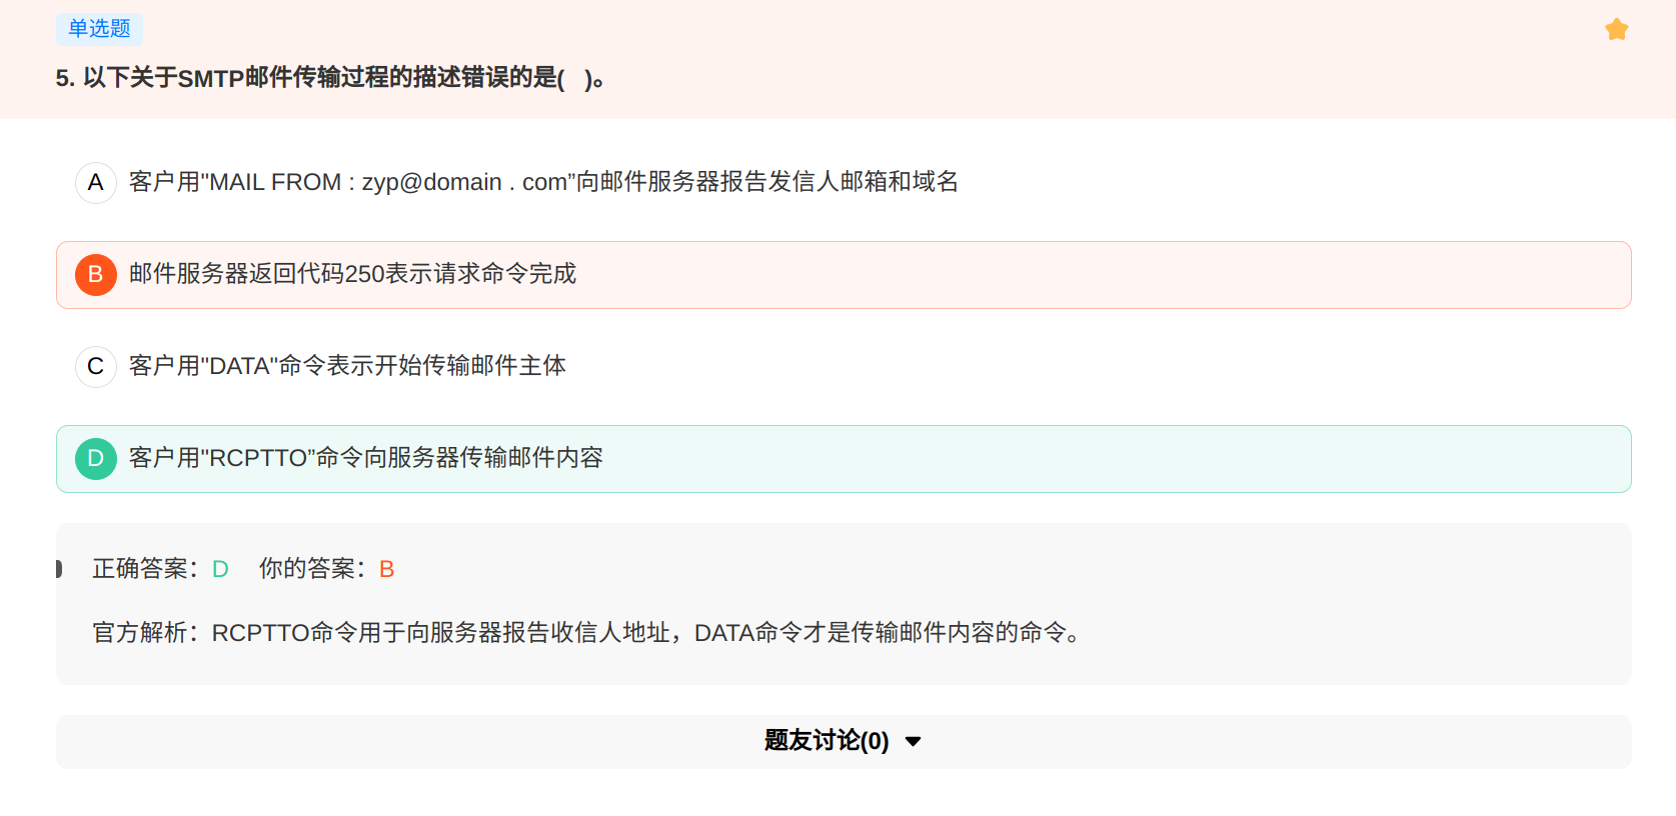 单选题
5. 以下关于SMTP邮件传输过程的描述错误的是(   )。
A 客户用"MAIL FROM : zyp@domain . com”向邮件服务器报告发信人邮箱和域名
B 邮件服务器返回代码250表示请求命令完成
C 客户用"DATA"命令表示开始传输邮件主体
D 客户用"RCPTTO”命令向服务器传输邮件内容
正确答案：D 你的答案：B
官方解析：RCPTTO命令用于向服务器报告收信人地址，DATA命令才是传输邮件内容的命令。
题友讨论(0)